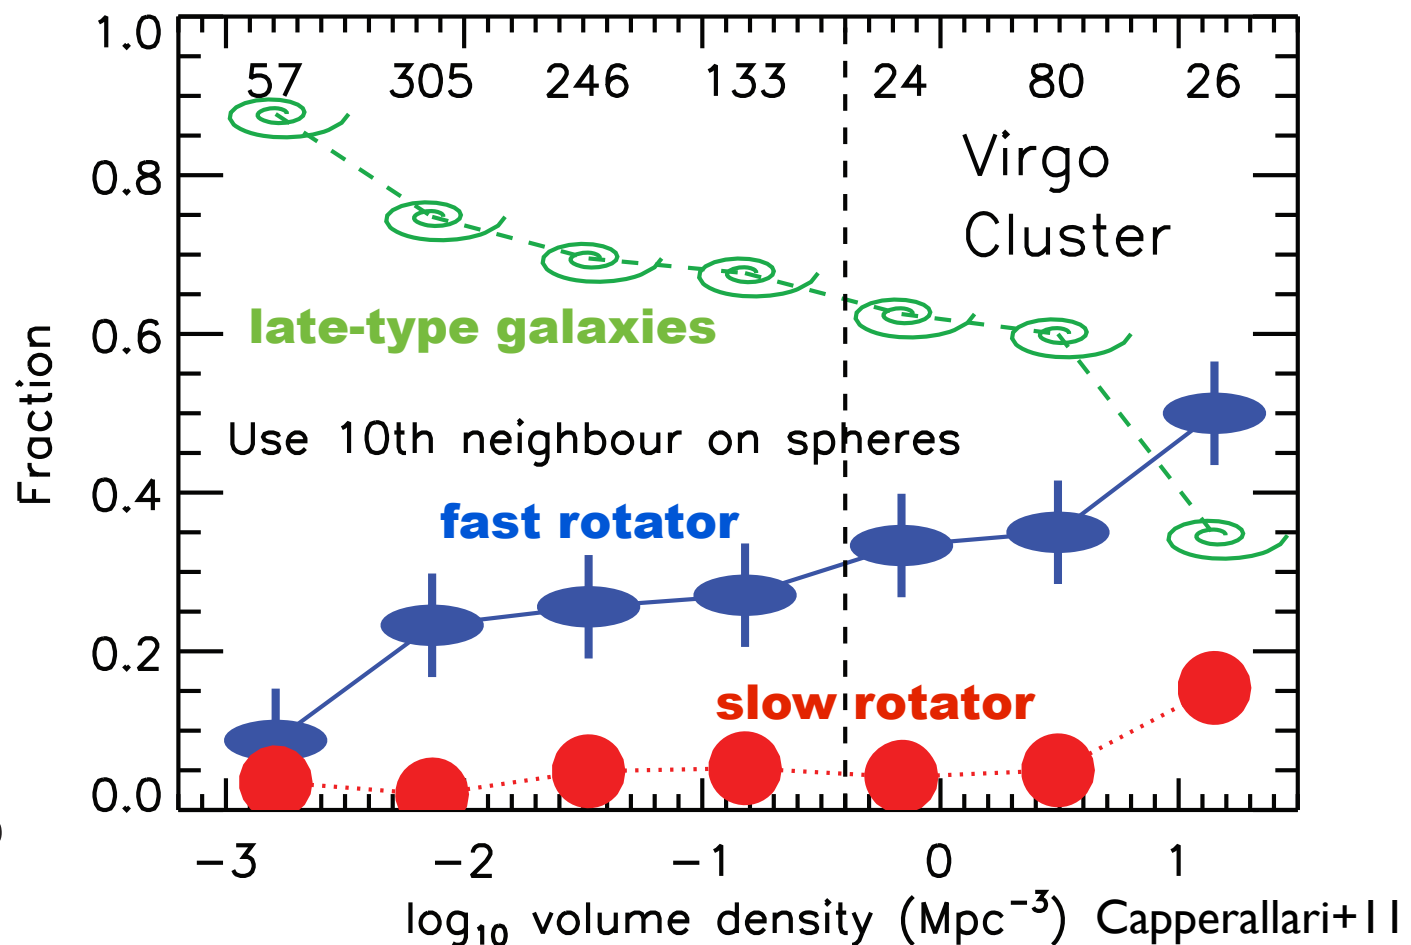 1.0
57 305 246 133 24 80 26
Virgo
Cluster
0.8
late-type galaxies
0.6
Fraction
Use 10th neighbour on spheres
0.4
fast rotator
0.2
slow rotator
0.0
−3 −2 −1 0 1
log₁₀ volume density (Mpc⁻³) Capperallari+11